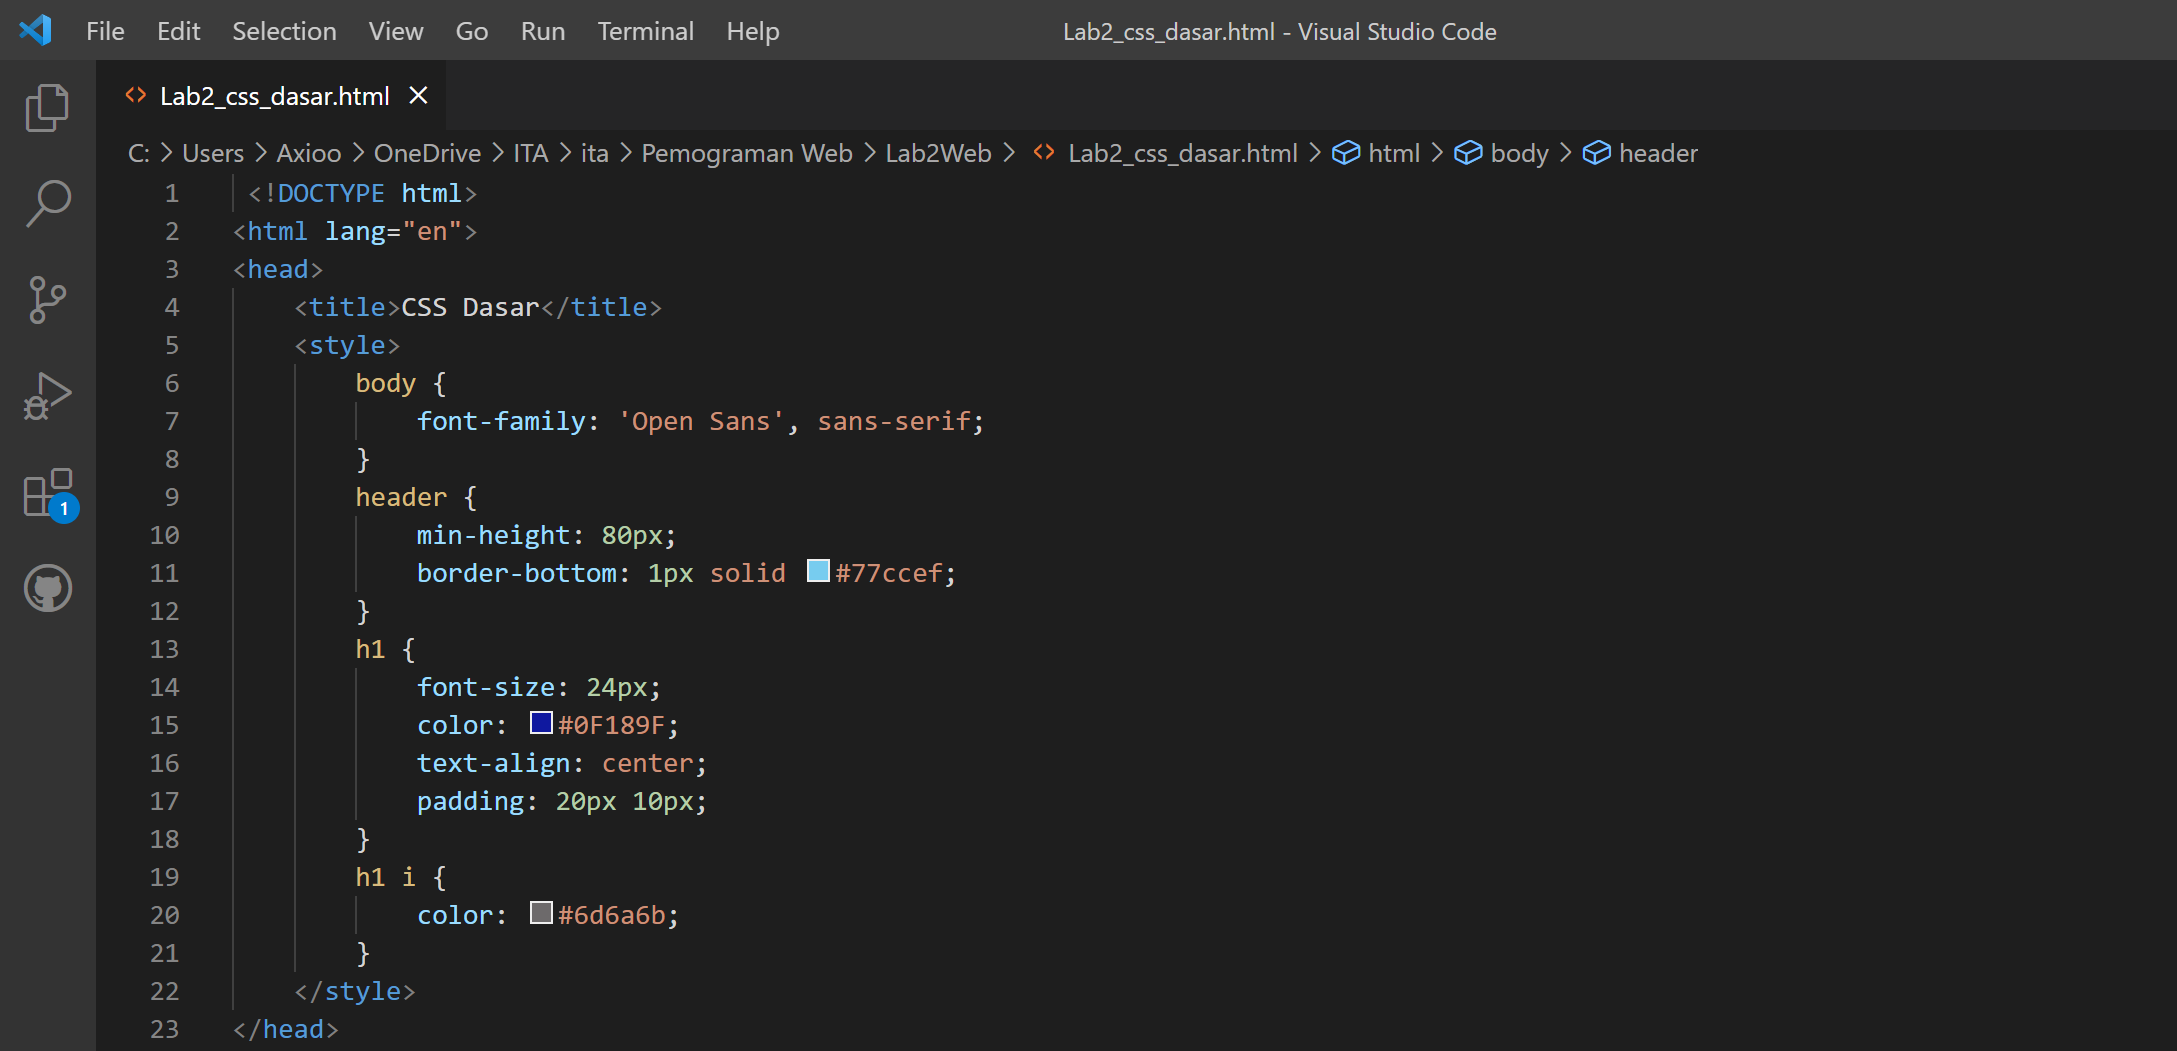 File Edit Selection View Go Run Terminal Help Lab2_css_dasar.html - Visual Studio Code
Lab2_css_dasar.html
C: > Users > Axioo > OneDrive > ITA > ita > Pemograman Web > Lab2Web > Lab2_css_dasar.html > html > body > header
1 <!DOCTYPE html>
2 <html lang="en">
3 <head>
4 <title>CSS Dasar</title>
5 <style>
6 body {
7 font-family: 'Open Sans', sans-serif;
8 }
9 header {
10 min-height: 80px;
11 border-bottom: 1px solid #77ccef;
12 }
13 h1 {
14 font-size: 24px;
15 color: #0F189F;
16 text-align: center;
17 padding: 20px 10px;
18 }
19 h1 i {
20 color: #6d6a6b;
21 }
22 </style>
23 </head>
1